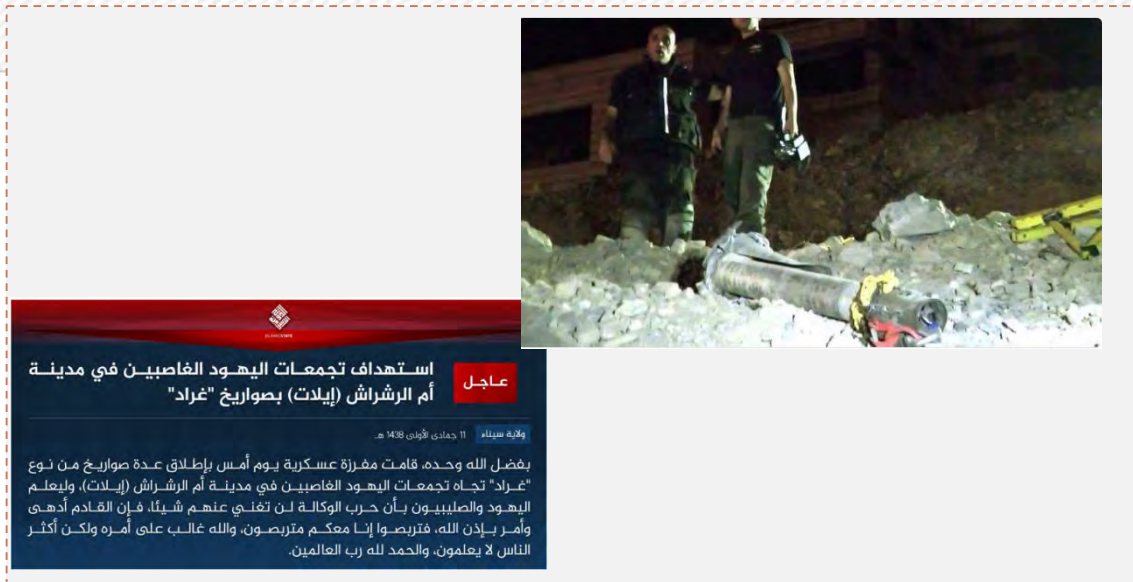 ISLAMIC STATE
عاجل
استهداف تجمعات اليهود الغاصبين في مدينة
أم الرشراش (إيلات) بصواريخ "غراد"
ولاية سيناء 11 جمادى الأولى 1438 هـ
بفضل الله وحده، قامت مفرزة عسكرية يوم أمس بإطلاق عدة صواريخ من نوع
"غراد" تجاه تجمعات اليهود الغاصبين في مدينة أم الرشراش (إيلات)، وليعلم
اليهود والصليبيون بأن حرب الوكالة لن تغني عنهم شيئا، فإن القادم أدهى
وأمر بإذن الله، فتربصوا إنا معكم متربصون، والله غالب على أمره ولكن أكثر
الناس لا يعلمون، والحمد لله رب العالمين.